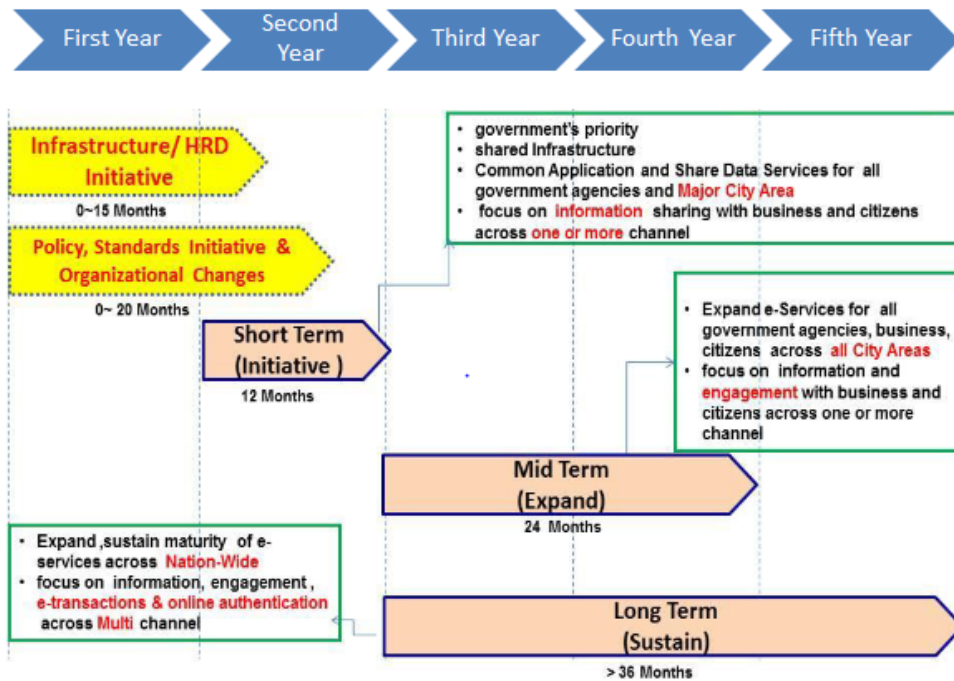 First Year
Second
Year
Third Year
Fourth Year
Fifth Year
Infrastructure/ HRD
Initiative
0~15 Months
Policy, Standards Initiative &
Organizational Changes
0~ 20 Months
Short Term
(Initiative )
12 Months
• government's priority
• shared Infrastructure
• Common Application and Share Data Services for all
government agencies and Major City Area
• focus on information sharing with business and citizens
across one or more channel
• Expand e-Services for all
government agencies, business,
citizens across all City Areas
• focus on information and
engagement with business and
citizens across one or more
channel
Mid Term
(Expand)
24 Months
• Expand ,sustain maturity of e-
services across Nation-Wide
• focus on information, engagement ,
e-transactions & online authentication
across Multi channel
Long Term
(Sustain)
> 36 Months